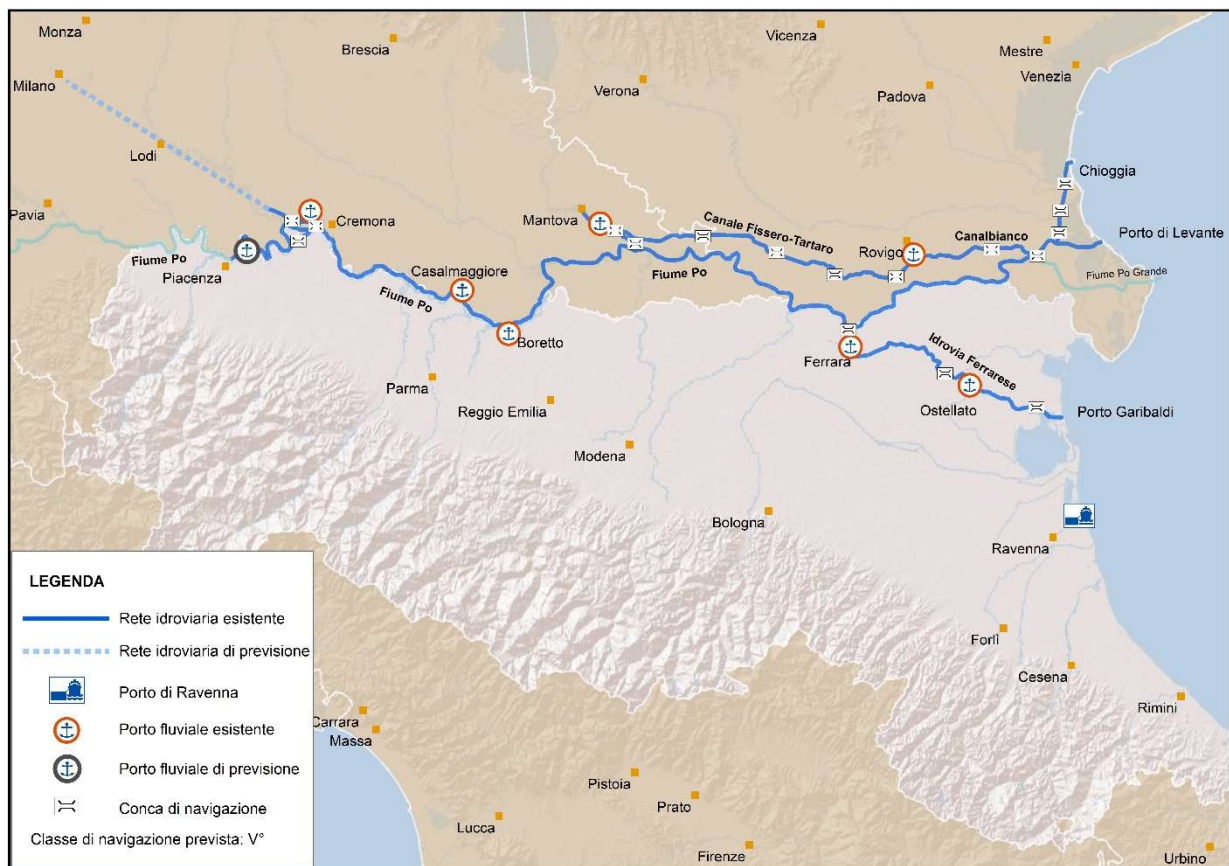 Monza
Brescia
Vicenza
Mestre
Venezia
Milano
Verona
Padova
Lodi
Chioggia
Pavia
Cremona
Mantova
Canale Fissero-Tartaro
Rovigo
Canalbianco
Porto di Levante
Fiume Po
Piacenza
Casalmaggiore
Fiume Po
Fiume Po Grande
Fiume Po
Boretto
Ferrara
Idrovia Ferrarese
Parma
Reggio Emilia
Ostellato
Porto Garibaldi
Modena
Bologna
Ravenna
Forlì
Cesena
Rimini
Carrara
Massa
Pistoia
Prato
Lucca
Firenze
Urbino
LEGENDA
Rete idroviaria esistente
Rete idroviaria di previsione
Porto di Ravenna
Porto fluviale esistente
Porto fluviale di previsione
Conca di navigazione
Classe di navigazione prevista: V°